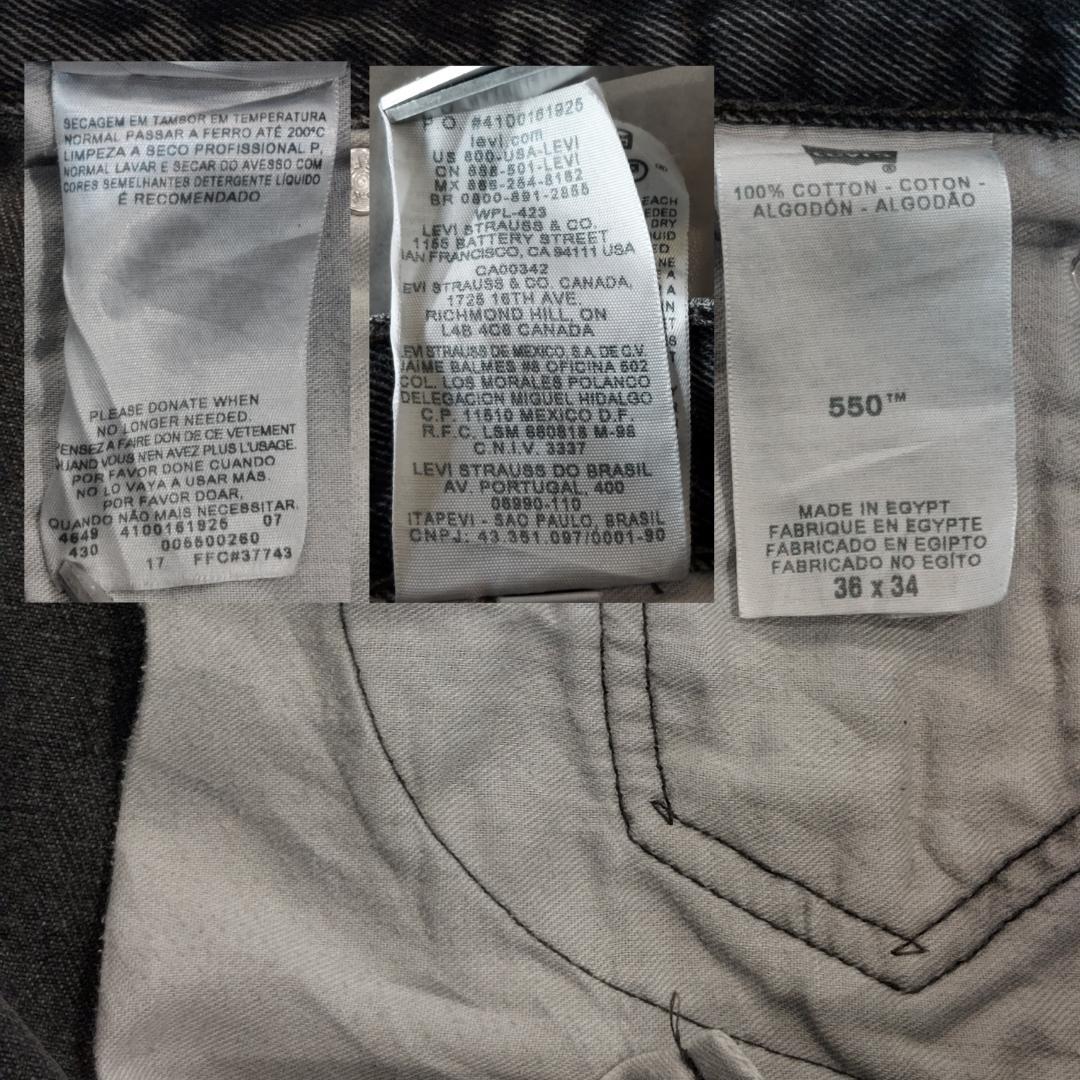 SECAGEM EM TAMBOR EM TEMPERATURA
NORMAL PASSAR A FERRO ATÉ 200°C
LIMPEZA A SECO PROFISSIONAL P,
NORMAL LAVAR E SECAR DO AVESSO COM
CORES SEMELHANTES DETERGENTE LÍQUIDO
É RECOMENDADO
PLEASE DONATE WHEN
NO LONGER NEEDED.
PENSEZ A FAIRE DON DE CE VETEMENT
QUAND VOUS N'EN AVEZ PLUS L'USAGE.
POR FAVOR DONE CUANDO
NO LO VAYA A USAR MÁS.
POR FAVOR DOAR,
QUANDO NÃO MAIS NECESSITAR.
4649 4100161925 07
430 005500260
17 FFC#37743
P O #4100161925
levi.com
US 800-USA-LEVI
CN 888-501-LEVI
MX 865-254-8162
BR 0800-891-2855
WPL-423
LEVI STRAUSS & CO.
1155 BATTERY STREET
SAN FRANCISCO, CA 94111 USA
CA00342
LEVI STRAUSS & CO. CANADA,
1725 16TH AVE.
RICHMOND HILL, ON
L4B 4C6 CANADA
LEVI STRAUSS DE MEXICO S.A. DE C.V.
JAIME BALMES #8 OFICINA 602
COL. LOS MORALES POLANCO
DELEGACION MIGUEL HIDALGO
C.P. 11510 MEXICO D.F.
R.F.C. LSM 860818 M-98
C.N.I.V. 3337
LEVI STRAUSS DO BRASIL
AV. PORTUGAL, 400
06690-110
ITAPEVI - SAO PAULO, BRASIL
CNPJ: 43.351.097/0001-90
LEVI'S
100% COTTON - COTON -
ALGODÓN - ALGODÃO
550™
MADE IN EGYPT
FABRIQUE EN EGYPTE
FABRICADO EN EGIPTO
FABRICADO NO EGÍTO
36 x 34